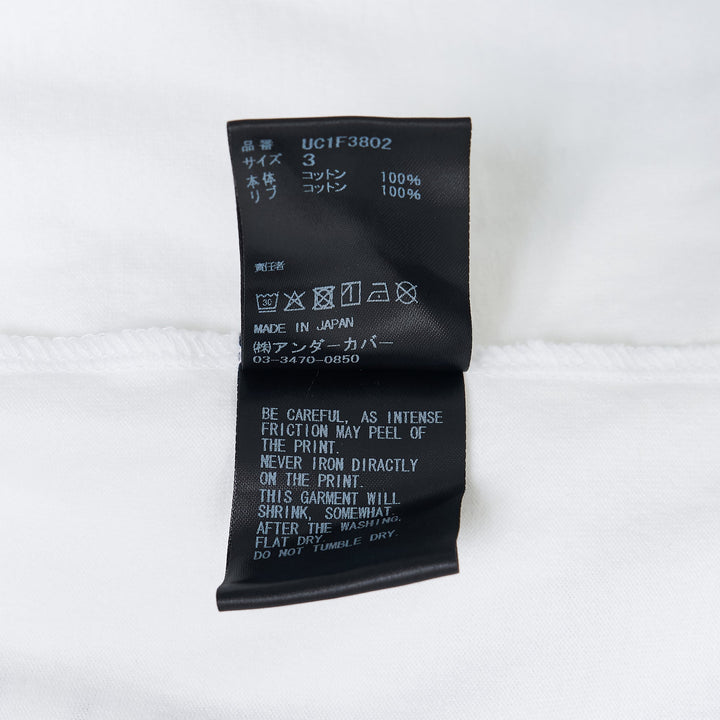 品番 UC1F3802
サイズ 3
本体 コットン 100%
リブ コットン 100%
責任者
30
MADE IN JAPAN
㈱アンダーカバー
03-3470-0850
BE CAREFUL, AS INTENSE
FRICTION MAY PEEL OF
THE PRINT.
NEVER IRON DIRACTLY
ON THE PRINT.
THIS GARMENT WILL
SHRINK, SOMEWHAT.
AFTER THE WASHING.
FLAT DRY.
DO NOT TUMBLE DRY.